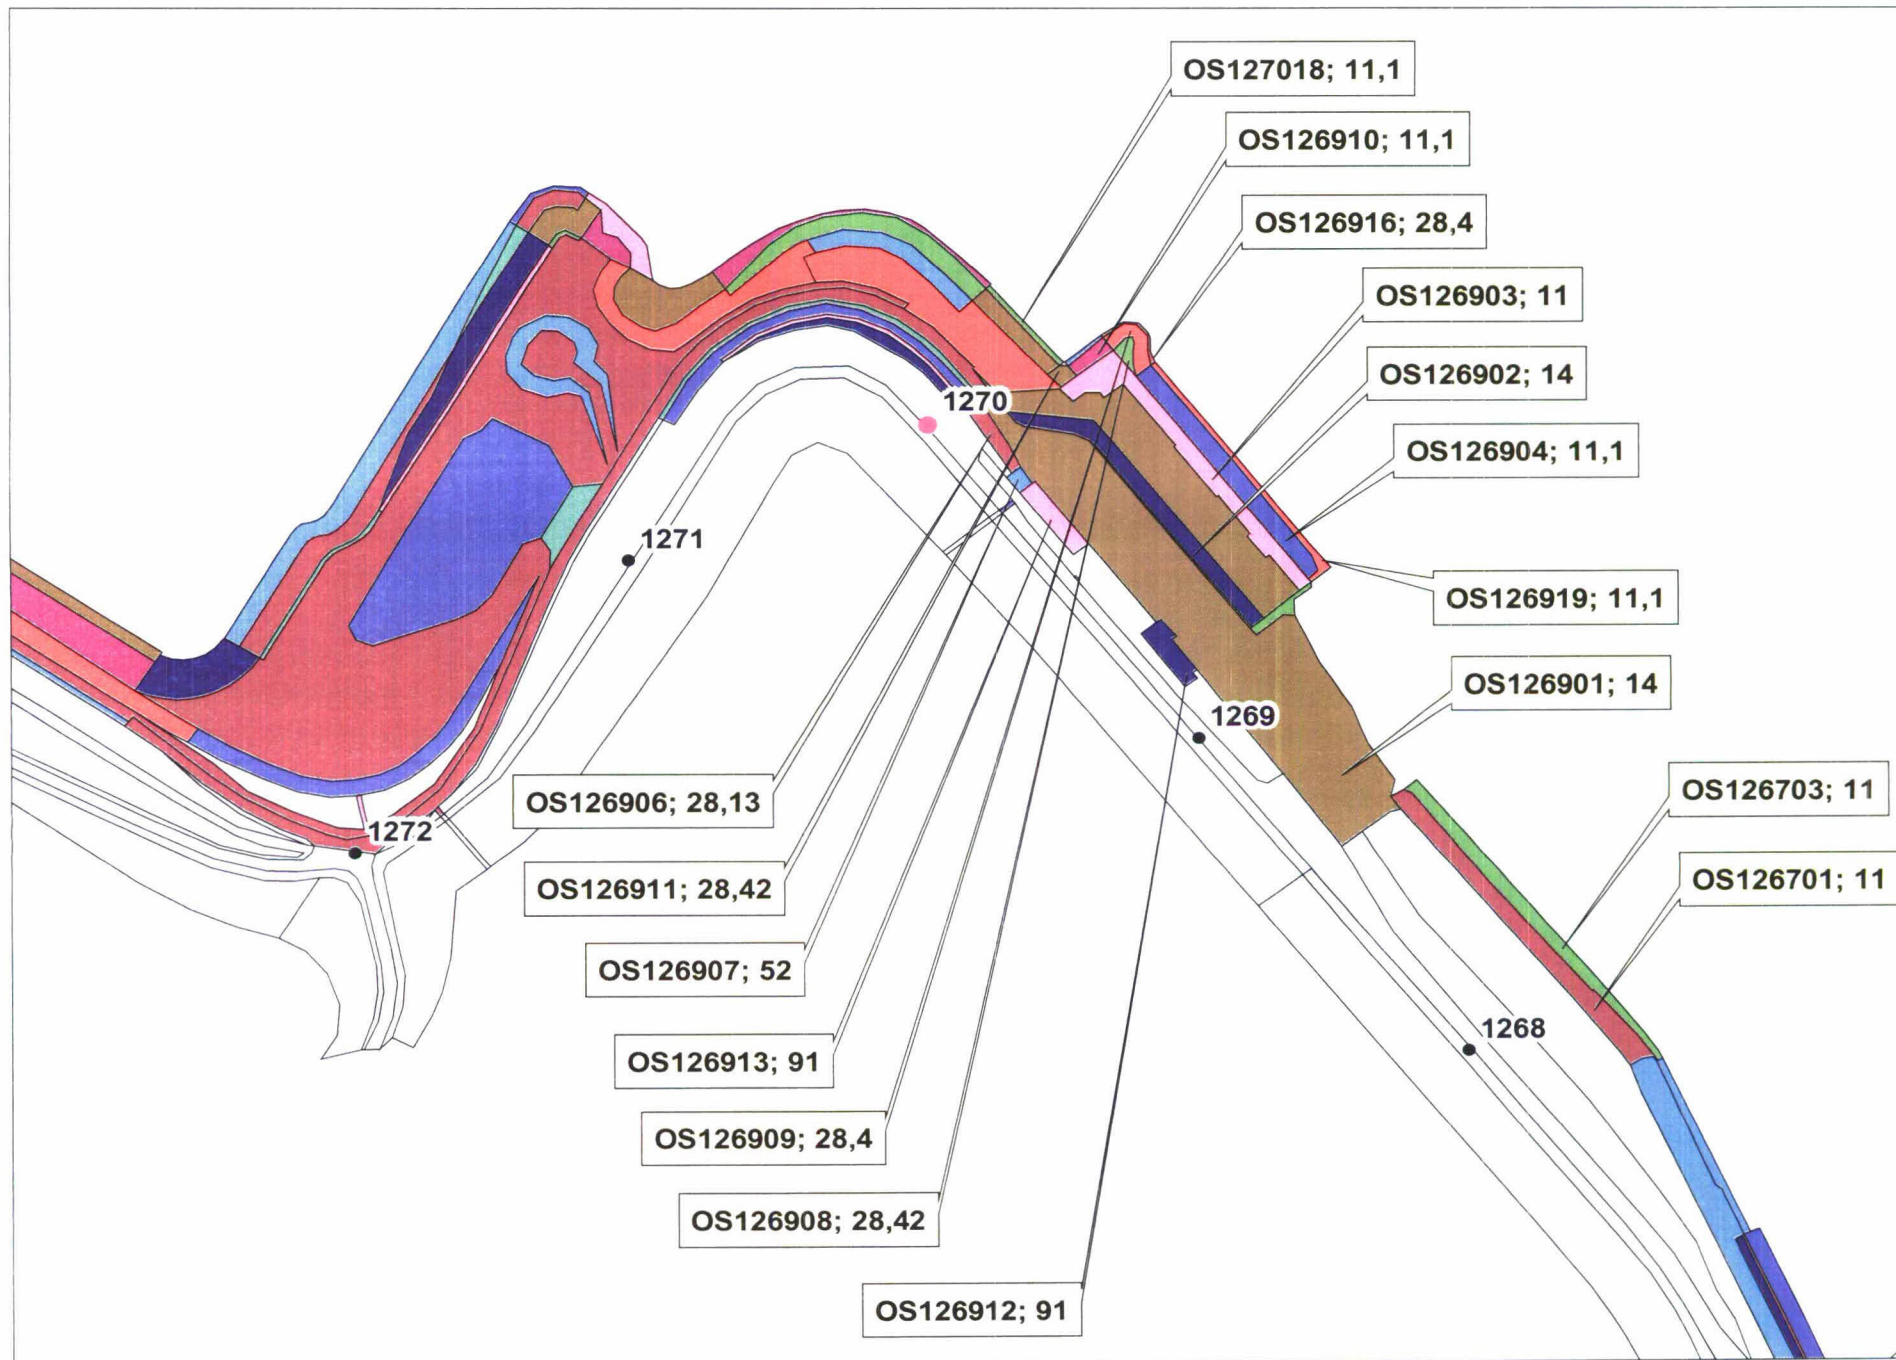 OS127018; 11,1
OS126910; 11,1
OS126916; 28,4
OS126903; 11
OS126902; 14
1270
OS126904; 11,1
1271
OS126919; 11,1
OS126901; 14
1269
OS126906; 28,13
OS126703; 11
1272
OS126911; 28,42
OS126701; 11
OS126907; 52
1268
OS126913; 91
OS126909; 28,4
OS126908; 28,42
OS126912; 91